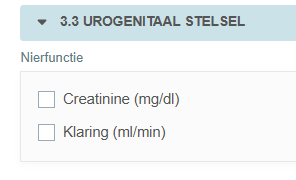 3.3 UROGENITAAL STELSEL
Nierfunctie
Creatinine (mg/dl)
Klaring (ml/min)